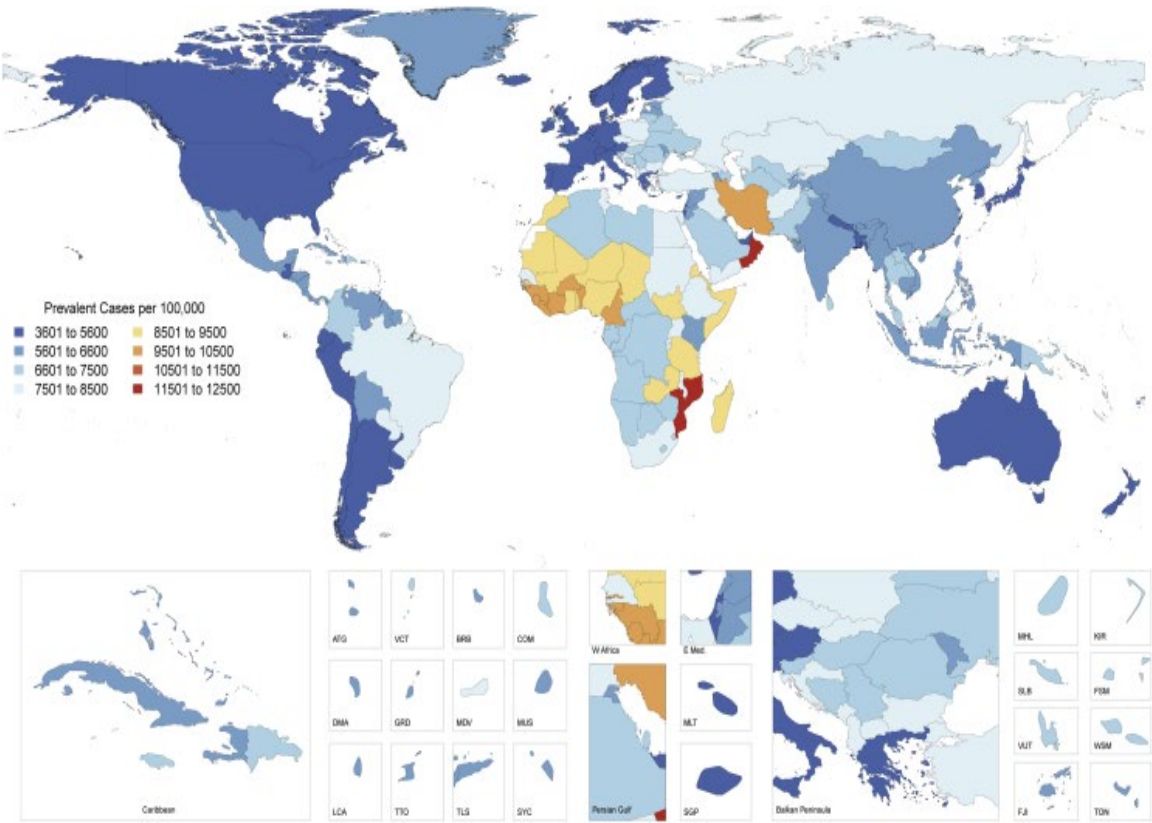 Prevalent Cases per 100,000
3601 to 5600
8501 to 9500
5601 to 6600
9501 to 10500
6601 to 7500
10501 to 11500
7501 to 8500
11501 to 12500
ATG
VCT
BRB
COM
W Africa
E Med.
MHL
KIR
DMA
GRD
MDV
MUS
MLT
SLB
FSM
VUT
WSM
Caribbean
LCA
TTO
TLS
SYC
Persian Gulf
SGP
Balkan Peninsula
FJI
TON